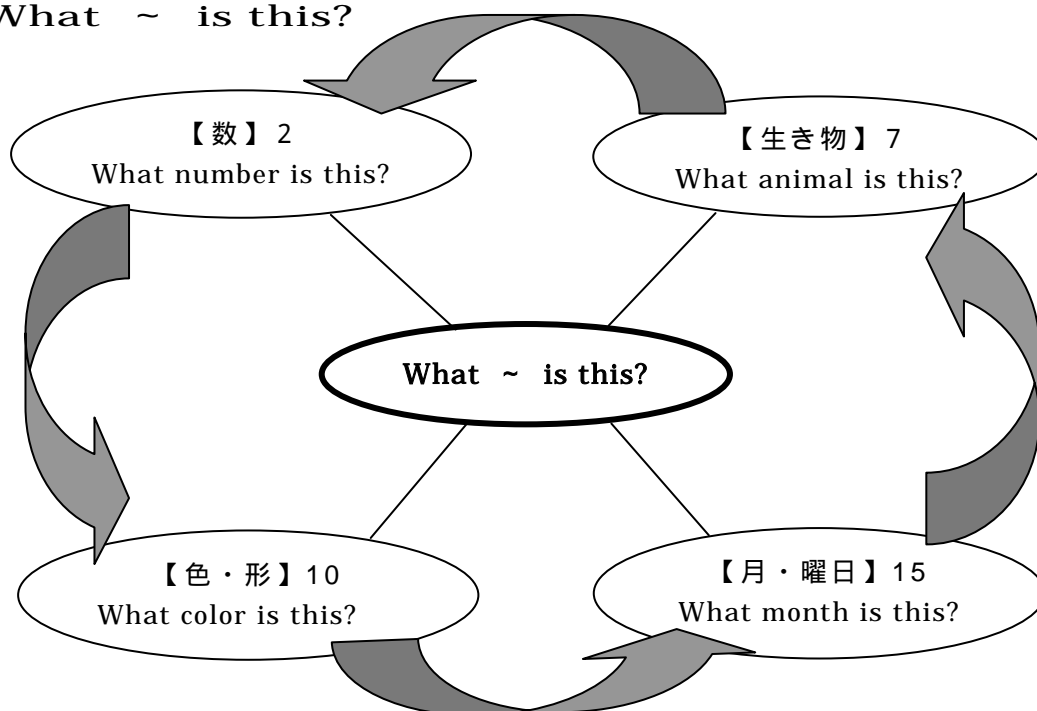 What ~ is this?
【数】2
What number is this?
【生き物】7
What animal is this?
What ~ is this?
【色・形】10
What color is this?
【月・曜日】15
What month is this?